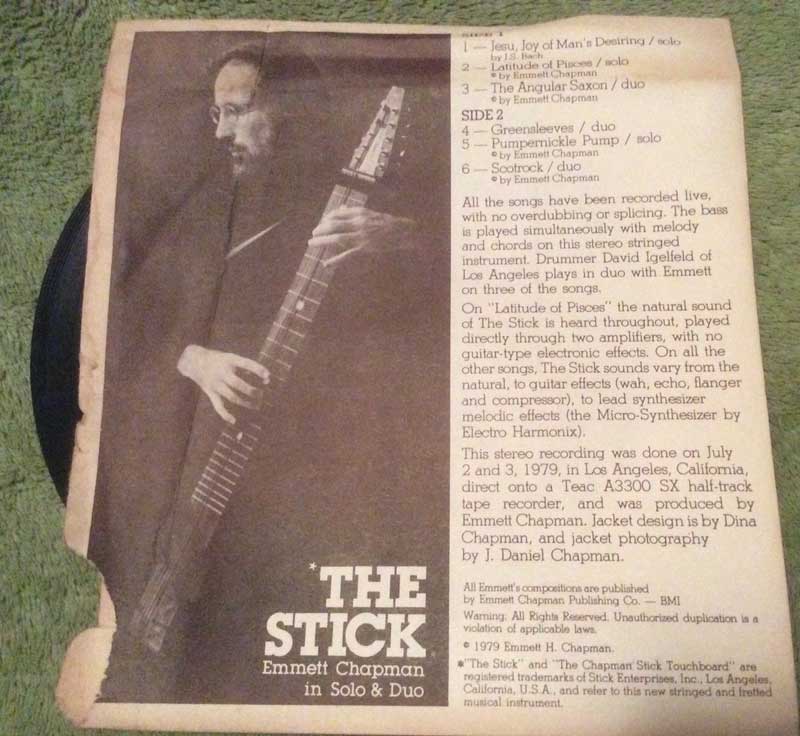 SIDE 1
1 — Jesu, Joy of Man's Desiring / solo
by J.S. Bach
2 — Latitude of Pisces / solo
© by Emmett Chapman
3 — The Angular Saxon / duo
© by Emmett Chapman
SIDE 2
4 — Greensleeves / duo
5 — Pumpernickle Pump / solo
© by Emmett Chapman
6 — Scotrock / duo
© by Emmett Chapman
All the songs have been recorded live,
with no overdubbing or splicing. The bass
is played simultaneously with melody
and chords on this stereo stringed
instrument. Drummer David Igelfeld of
Los Angeles plays in duo with Emmett
on three of the songs.
On "Latitude of Pisces" the natural sound
of The Stick is heard throughout, played
directly through two amplifiers, with no
guitar-type electronic effects. On all the
other songs, The Stick sounds vary from the
natural, to guitar effects (wah, echo, flanger
and compressor), to lead synthesizer
melodic effects (the Micro-Synthesizer by
Electro Harmonix).
This stereo recording was done on July
2 and 3, 1979, in Los Angeles, California,
direct onto a Teac A3300 SX half-track
tape recorder, and was produced by
Emmett Chapman. Jacket design is by Dina
Chapman, and jacket photography
by J. Daniel Chapman.
All Emmett's compositions are published
by Emmett Chapman Publishing Co. — BMI
Warning: All Rights Reserved. Unauthorized duplication is a
violation of applicable laws.
© 1979 Emmett H. Chapman.
*"The Stick" and "The Chapman Stick Touchboard" are
registered trademarks of Stick Enterprises, Inc., Los Angeles,
California, U.S.A., and refer to this new stringed and fretted
musical instrument.
*THE
STICK
Emmett Chapman
in Solo & Duo